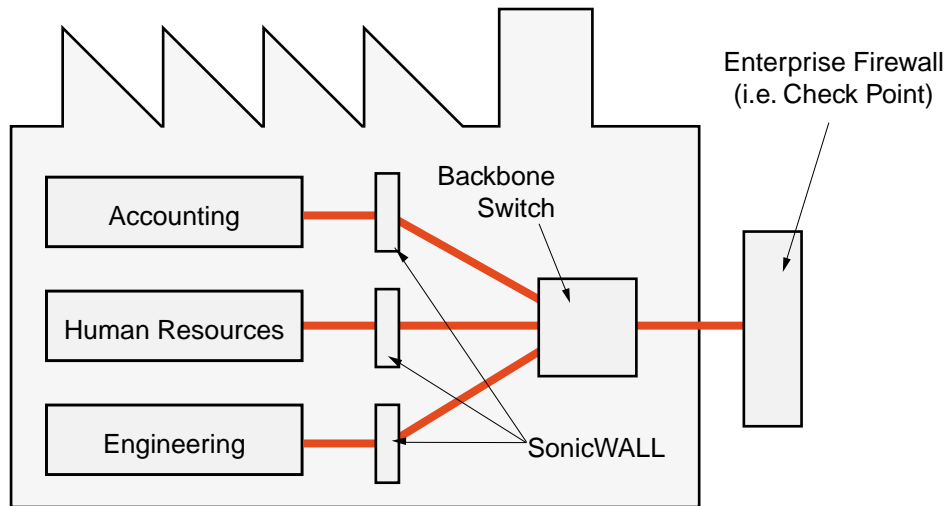 Enterprise Firewall
(i.e. Check Point)
Backbone
Switch
Accounting
Human Resources
Engineering
SonicWALL